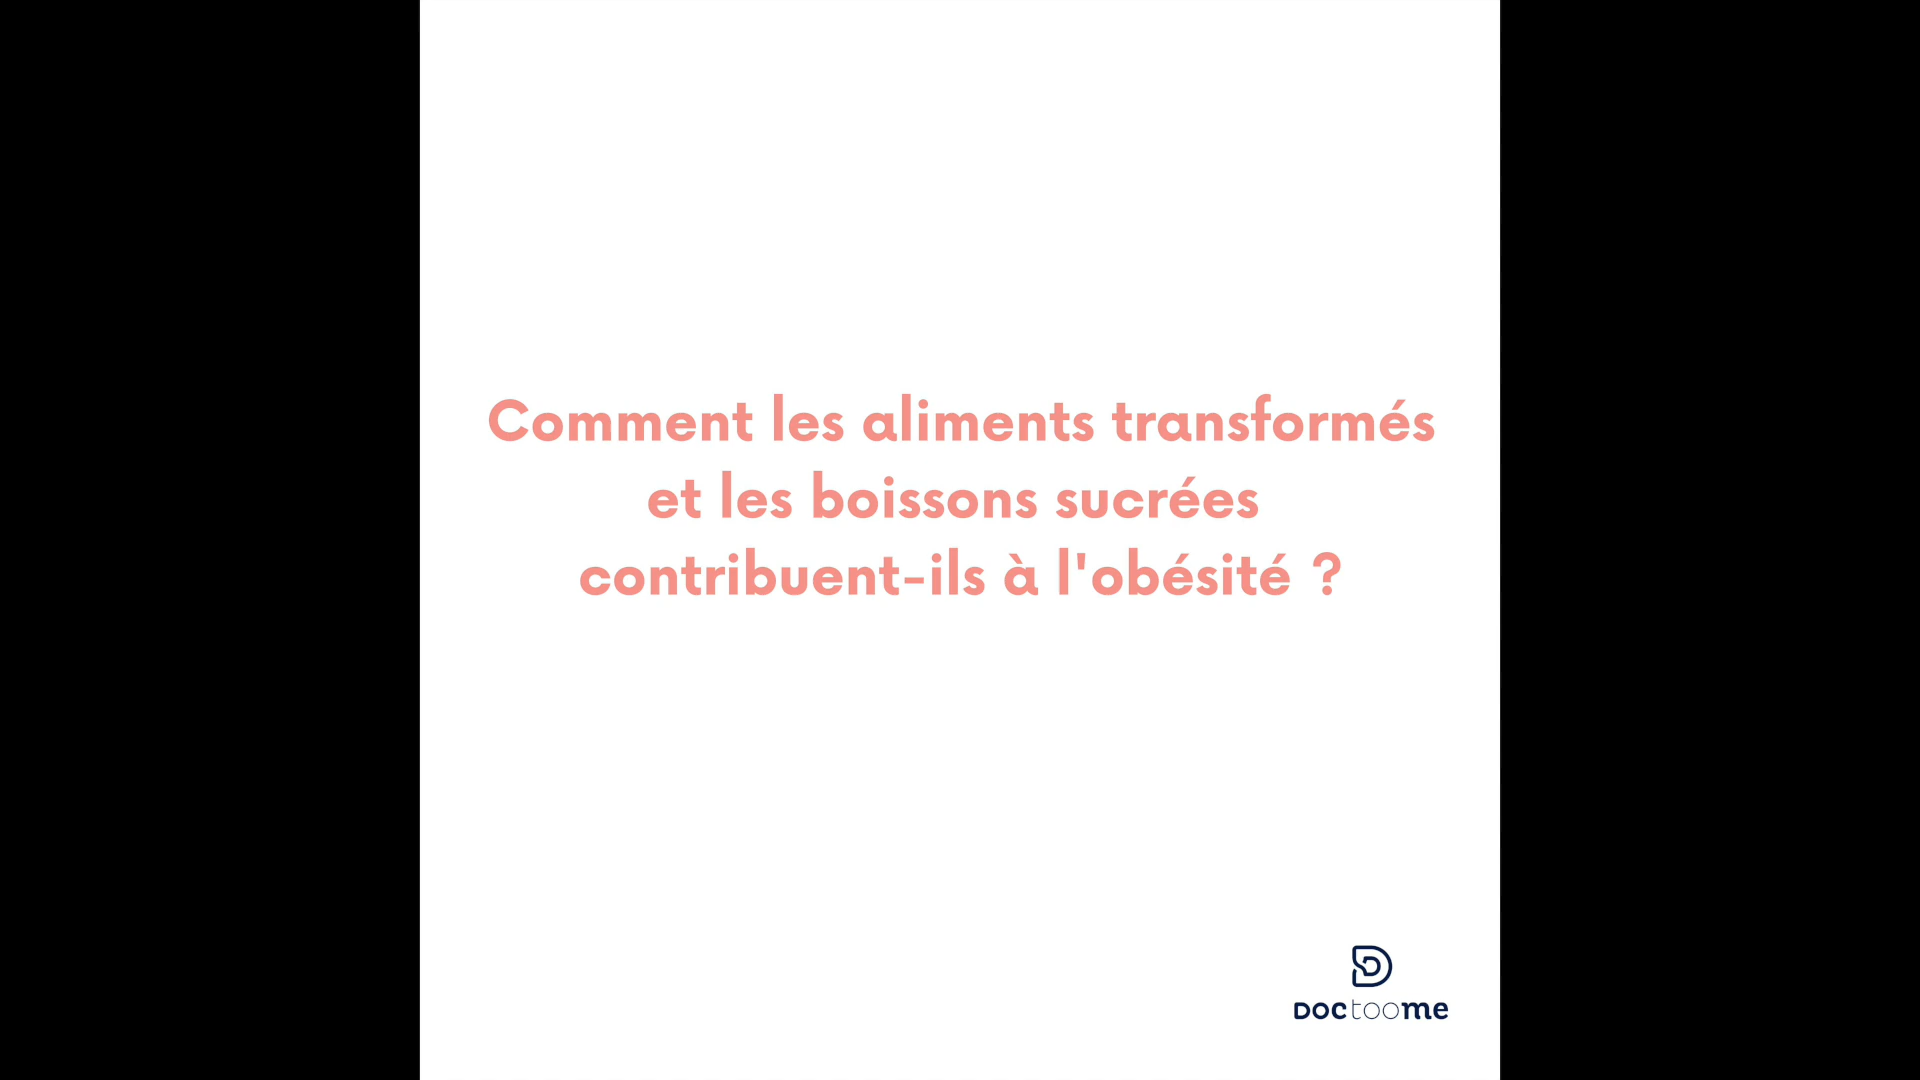 Comment les aliments transformés
et les boissons sucrées
contribuent-ils à l'obésité ?
DOCtoome